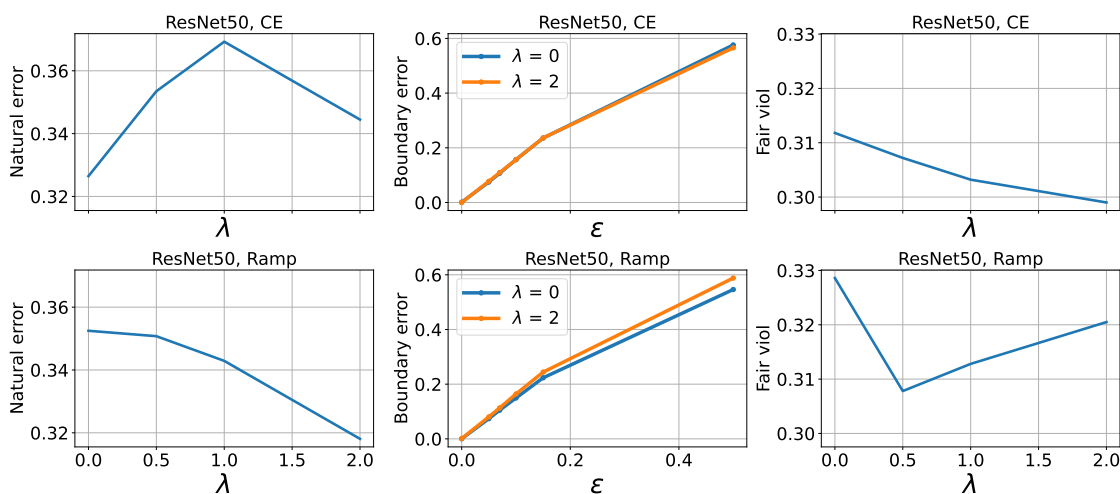 ResNet50, CE
Natural error
0.36
0.34
0.32
λ
ResNet50, CE
Boundary error
0.6
0.4
0.2
0.0
λ = 0
λ = 2
ε
ResNet50, CE
Fair viol
0.33
0.32
0.31
0.30
λ
ResNet50, Ramp
Natural error
0.36
0.34
0.32
0.0 0.5 1.0 1.5 2.0
λ
ResNet50, Ramp
Boundary error
0.6
0.4
0.2
0.0
λ = 0
λ = 2
0.0 0.2 0.4
ε
ResNet50, Ramp
Fair viol
0.33
0.32
0.31
0.30
0.0 0.5 1.0 1.5 2.0
λ